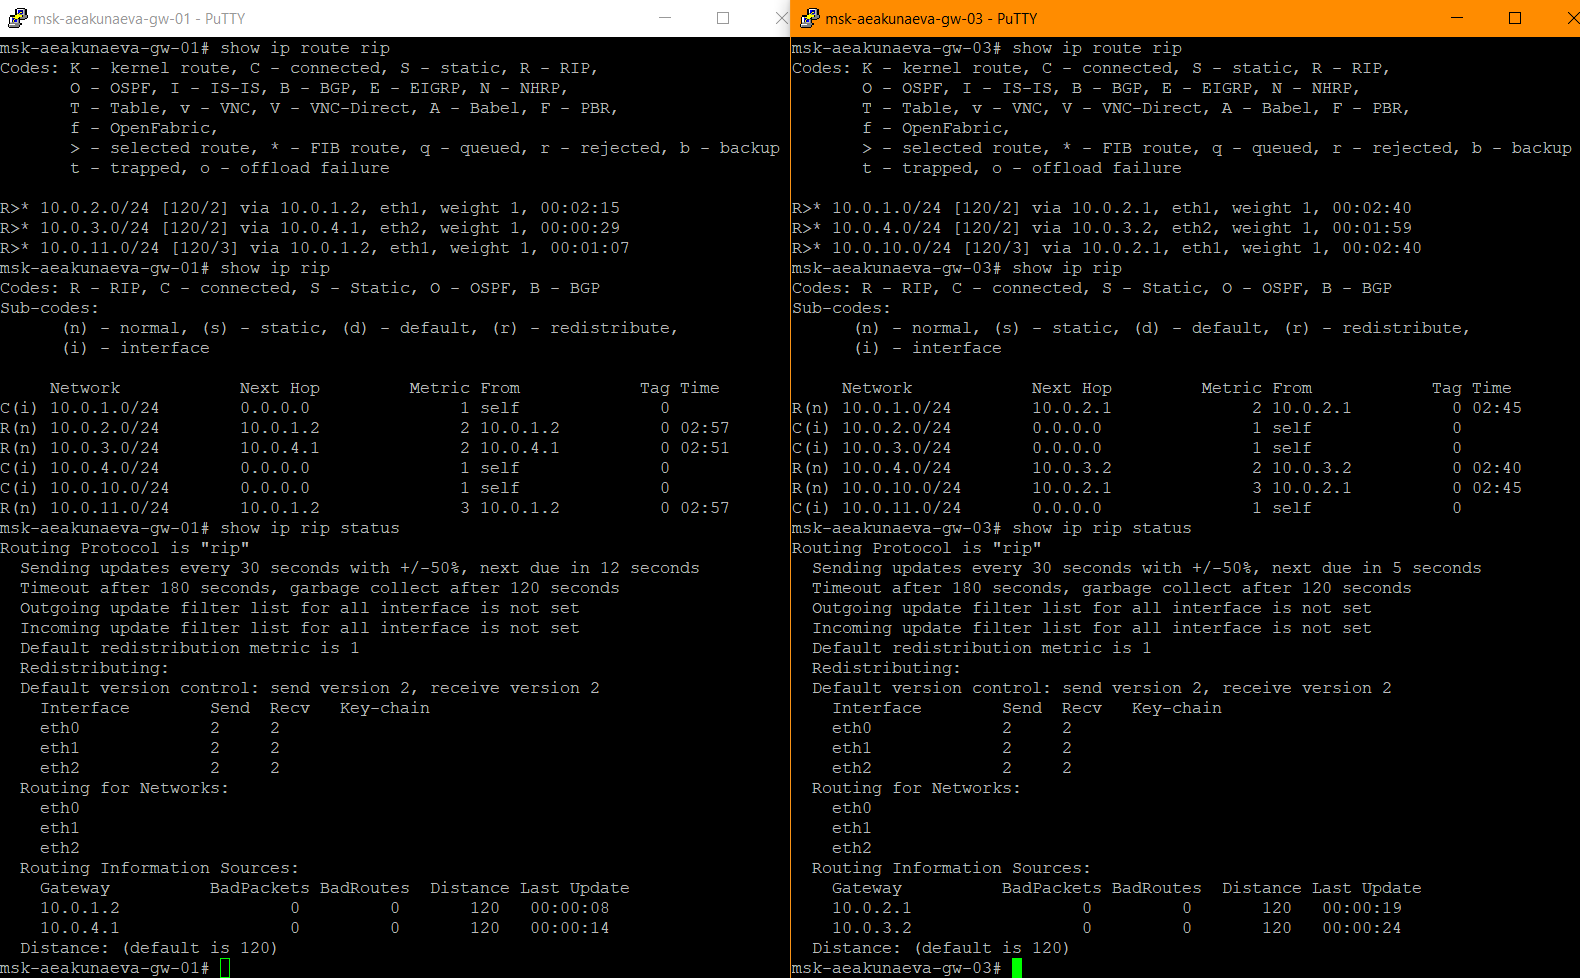 msk-aeakunaeva-gw-01 - PuTTY
msk-aeakunaeva-gw-01# show ip route rip
Codes: K - kernel route, C - connected, S - static, R - RIP,
       O - OSPF, I - IS-IS, B - BGP, E - EIGRP, N - NHRP,
       T - Table, v - VNC, V - VNC-Direct, A - Babel, F - PBR,
       f - OpenFabric,
       > - selected route, * - FIB route, q - queued, r - rejected, b - backup
       t - trapped, o - offload failure
R>* 10.0.2.0/24 [120/2] via 10.0.1.2, eth1, weight 1, 00:02:15
R>* 10.0.3.0/24 [120/2] via 10.0.4.1, eth2, weight 1, 00:00:29
R>* 10.0.11.0/24 [120/3] via 10.0.1.2, eth1, weight 1, 00:01:07
msk-aeakunaeva-gw-01# show ip rip
Codes: R - RIP, C - connected, S - Static, O - OSPF, B - BGP
Sub-codes:
      (n) - normal, (s) - static, (d) - default, (r) - redistribute,
      (i) - interface
     Network            Next Hop         Metric From            Tag Time
C(i) 10.0.1.0/24        0.0.0.0               1 self              0
R(n) 10.0.2.0/24        10.0.1.2              2 10.0.1.2          0 02:57
R(n) 10.0.3.0/24        10.0.4.1              2 10.0.4.1          0 02:51
C(i) 10.0.4.0/24        0.0.0.0               1 self              0
C(i) 10.0.10.0/24       0.0.0.0               1 self              0
R(n) 10.0.11.0/24       10.0.1.2              3 10.0.1.2          0 02:57
msk-aeakunaeva-gw-01# show ip rip status
Routing Protocol is "rip"
  Sending updates every 30 seconds with +/-50%, next due in 12 seconds
  Timeout after 180 seconds, garbage collect after 120 seconds
  Outgoing update filter list for all interface is not set
  Incoming update filter list for all interface is not set
  Default redistribution metric is 1
  Redistributing:
  Default version control: send version 2, receive version 2
    Interface        Send  Recv   Key-chain
    eth0             2     2
    eth1             2     2
    eth2             2     2
  Routing for Networks:
    eth0
    eth1
    eth2
  Routing Information Sources:
    Gateway          BadPackets BadRoutes  Distance Last Update
    10.0.1.2                 0         0       120   00:00:08
    10.0.4.1                 0         0       120   00:00:14
  Distance: (default is 120)
msk-aeakunaeva-gw-01#
msk-aeakunaeva-gw-03 - PuTTY
msk-aeakunaeva-gw-03# show ip route rip
Codes: K - kernel route, C - connected, S - static, R - RIP,
       O - OSPF, I - IS-IS, B - BGP, E - EIGRP, N - NHRP,
       T - Table, v - VNC, V - VNC-Direct, A - Babel, F - PBR,
       f - OpenFabric,
       > - selected route, * - FIB route, q - queued, r - rejected, b - backup
       t - trapped, o - offload failure
R>* 10.0.1.0/24 [120/2] via 10.0.2.1, eth1, weight 1, 00:02:40
R>* 10.0.4.0/24 [120/2] via 10.0.3.2, eth2, weight 1, 00:01:59
R>* 10.0.10.0/24 [120/3] via 10.0.2.1, eth1, weight 1, 00:02:40
msk-aeakunaeva-gw-03# show ip rip
Codes: R - RIP, C - connected, S - Static, O - OSPF, B - BGP
Sub-codes:
      (n) - normal, (s) - static, (d) - default, (r) - redistribute,
      (i) - interface
     Network            Next Hop         Metric From            Tag Time
R(n) 10.0.1.0/24        10.0.2.1              2 10.0.2.1          0 02:45
C(i) 10.0.2.0/24        0.0.0.0               1 self              0
C(i) 10.0.3.0/24        0.0.0.0               1 self              0
R(n) 10.0.4.0/24        10.0.3.2              2 10.0.3.2          0 02:40
R(n) 10.0.10.0/24       10.0.2.1              3 10.0.2.1          0 02:45
C(i) 10.0.11.0/24       0.0.0.0               1 self              0
msk-aeakunaeva-gw-03# show ip rip status
Routing Protocol is "rip"
  Sending updates every 30 seconds with +/-50%, next due in 5 seconds
  Timeout after 180 seconds, garbage collect after 120 seconds
  Outgoing update filter list for all interface is not set
  Incoming update filter list for all interface is not set
  Default redistribution metric is 1
  Redistributing:
  Default version control: send version 2, receive version 2
    Interface        Send  Recv   Key-chain
    eth0             2     2
    eth1             2     2
    eth2             2     2
  Routing for Networks:
    eth0
    eth1
    eth2
  Routing Information Sources:
    Gateway          BadPackets BadRoutes  Distance Last Update
    10.0.2.1                 0         0       120   00:00:19
    10.0.3.2                 0         0       120   00:00:24
  Distance: (default is 120)
msk-aeakunaeva-gw-03#